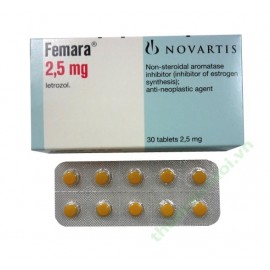 Femara®
2,5 mg
letrozol.
NOVARTIS
Non-steroidal aromatase
inhibitor (inhibitor of estrogen
synthesis);
anti-neoplastic agent
30 tablets 2,5 mg